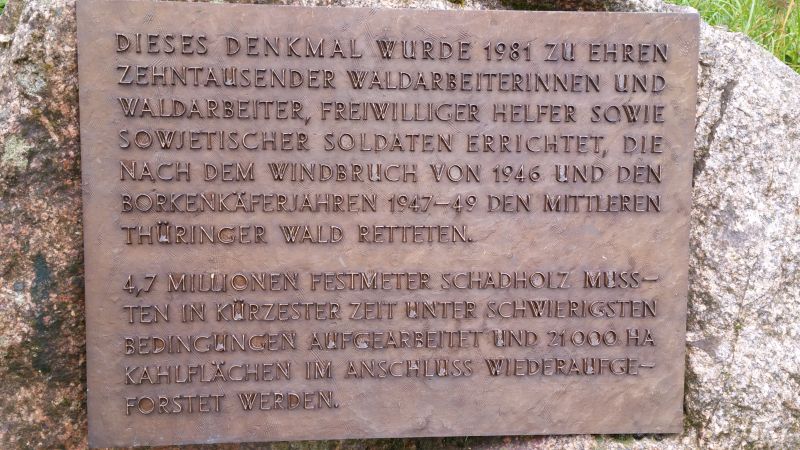 DIESES DENKMAL WURDE 1981 ZU EHREN
ZEHNTAUSENDER WALDARBEITERINNEN UND
WALDARBEITER, FREIWILLIGER HELFER SOWIE
SOWJETISCHER SOLDATEN ERRICHTET, DIE
NACH DEM WINDBRUCH VON 1946 UND DEN
BORKENKÄFERJAHREN 1947–49 DEN MITTLEREN
THÜRINGER WALD RETTETEN.
4,7 MILLIONEN FESTMETER SCHADHOLZ MUSS–
TEN IN KÜRZESTER ZEIT UNTER SCHWIERIGSTEN
BEDINGUNGEN AUFGEARBEITET UND 21000 HA
KAHLFLÄCHEN IM ANSCHLUSS WIEDERAUFGE–
FORSTET WERDEN.